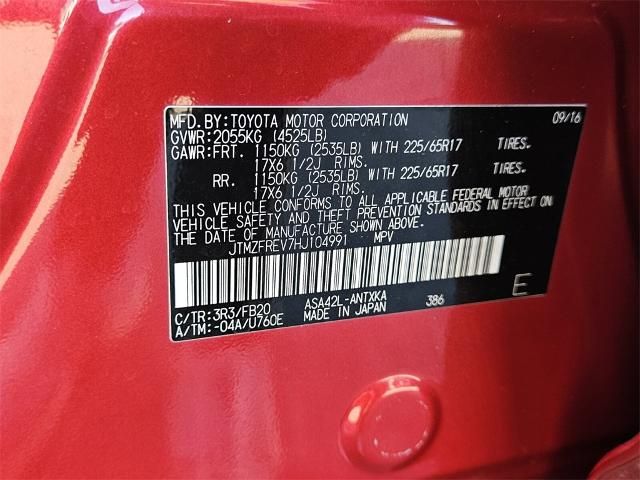 MFD.BY:TOYOTA MOTOR CORPORATION 09/16
GVWR:2055KG (4525LB)
GAWR:FRT. 1150KG (2535LB) WITH 225/65R17 TIRES.
17X6 1/2J RIMS.
RR. 1150KG (2535LB) WITH 225/65R17 TIRES.
17X6 1/2J RIMS.
THIS VEHICLE CONFORMS TO ALL APPLICABLE FEDERAL MOTOR
VEHICLE SAFETY AND THEFT PREVENTION STANDARDS IN EFFECT ON
THE DATE OF MANUFACTURE SHOWN ABOVE.
JTMZFREV7HJ104991 MPV
C/TR:3R3/FB20 ASA42L-ANTXKA 386 E
A/TM:-04A/U760E MADE IN JAPAN